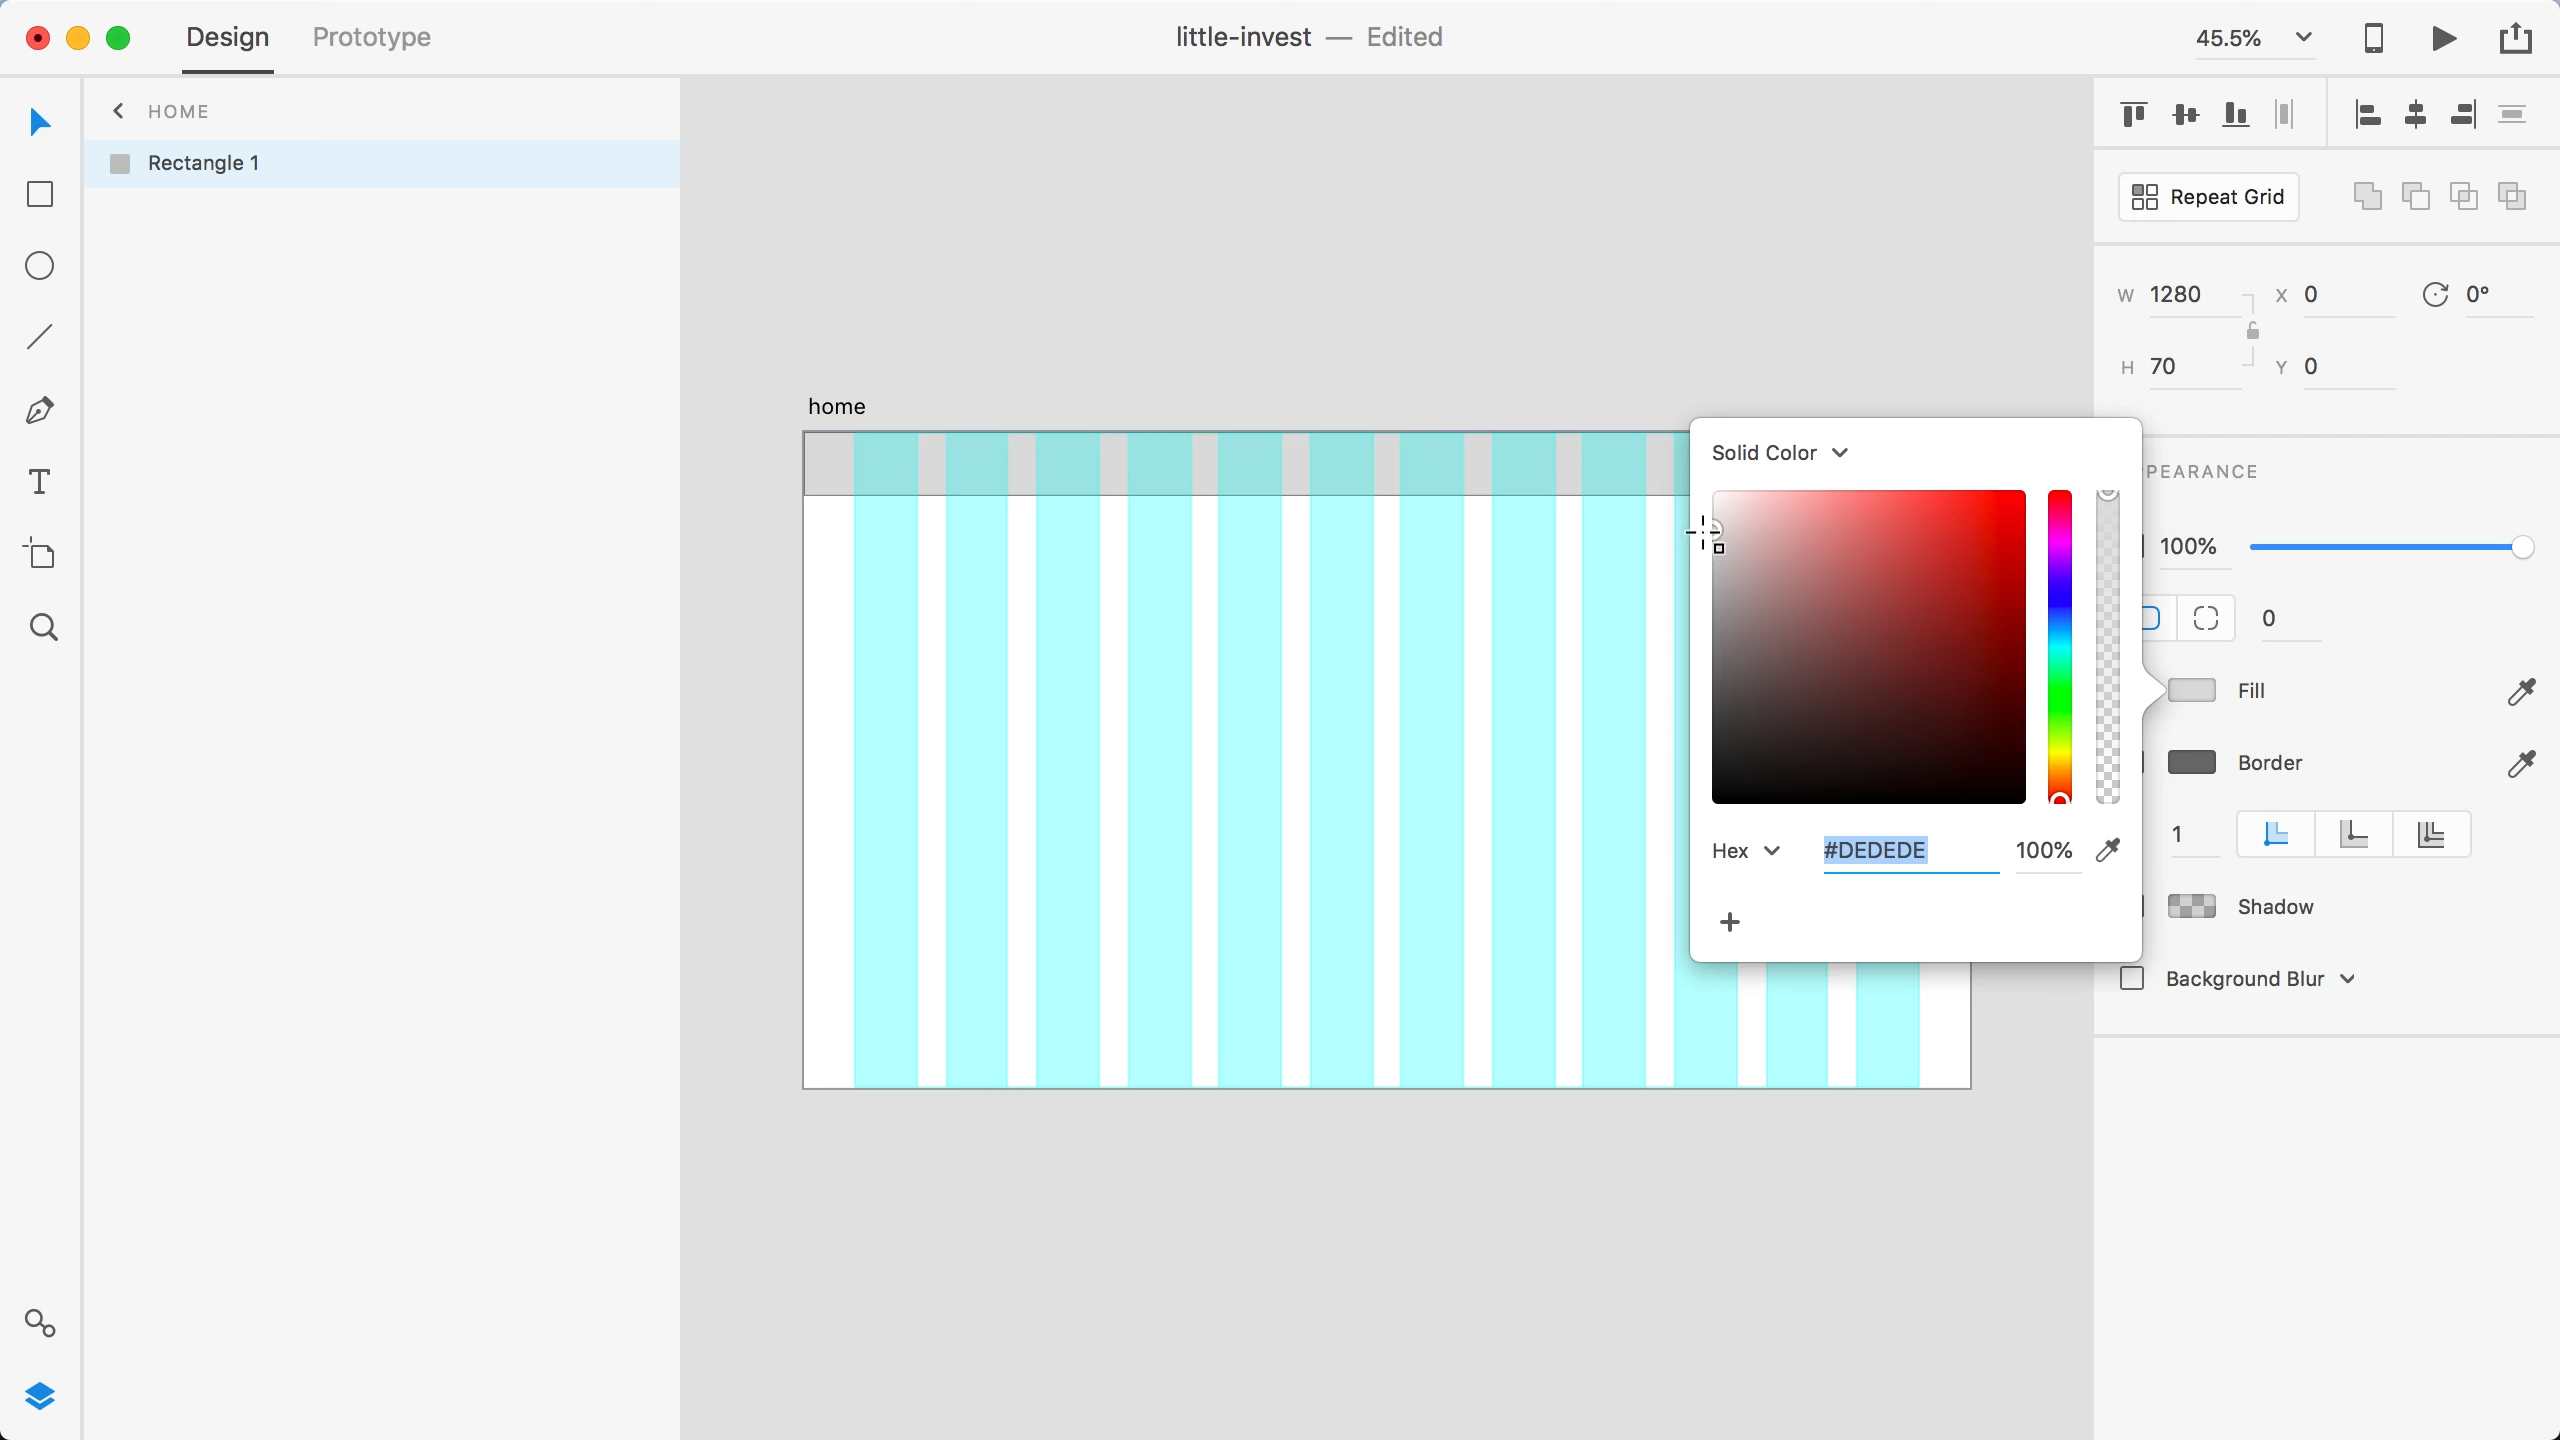 Design Prototype little-invest — Edited 45.5%
HOME
Rectangle 1
Repeat Grid
W 1280 X 0 0°
H 70 Y 0
home
Solid Color
PEARANCE
100%
0
Fill
Border
Hex #DEDEDE 100%
1
Shadow
Background Blur